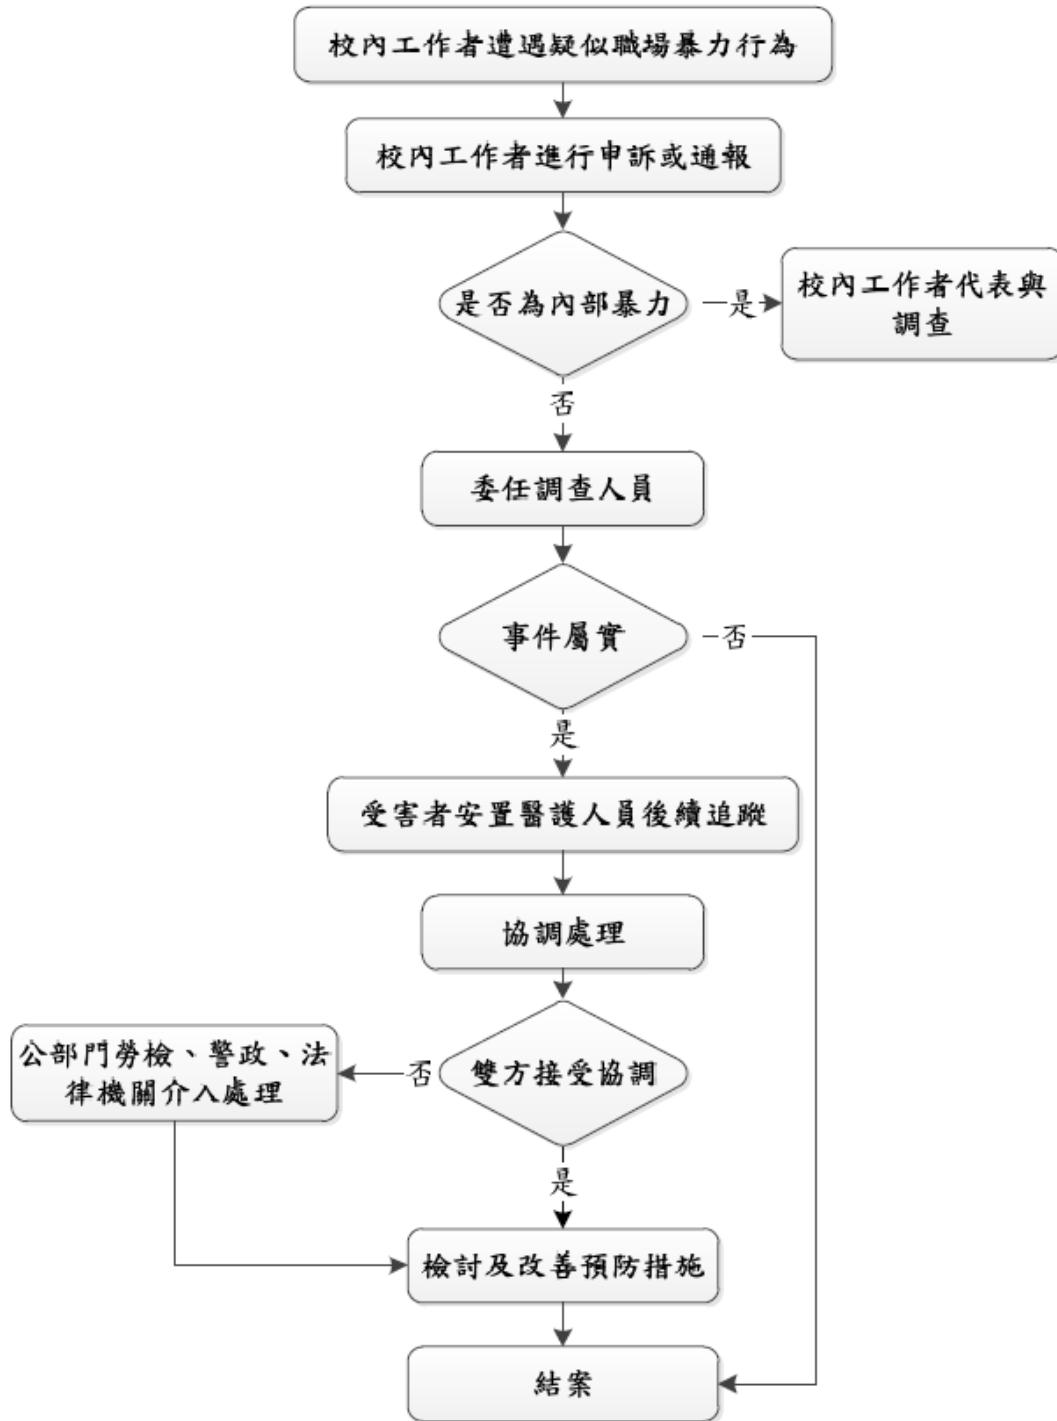 校內工作者遭遇疑似職場暴力行為
校內工作者進行申訴或通報
是否為內部暴力
是
校內工作者代表與
調查
否
委任調查人員
事件屬實
否
是
受害者安置醫護人員後續追蹤
協調處理
雙方接受協調
否
公部門勞檢、警政、法
律機關介入處理
是
檢討及改善預防措施
結案